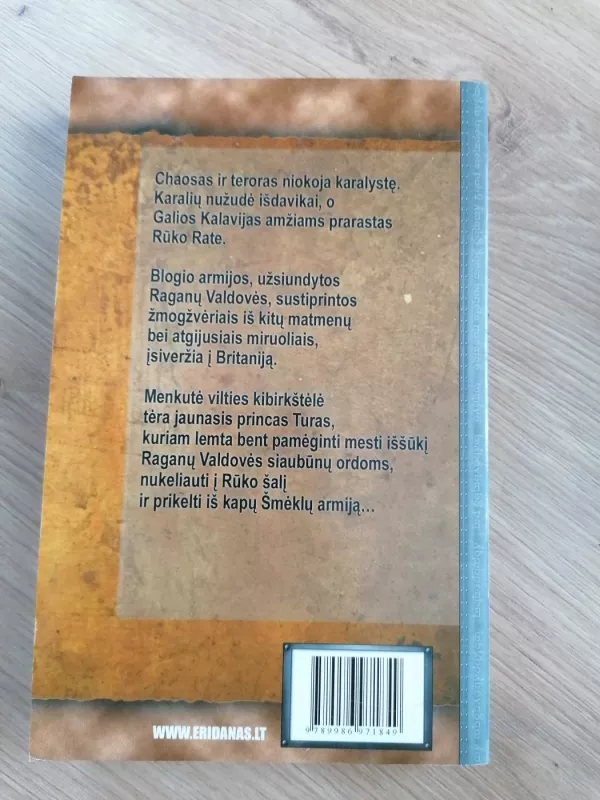 Chaosas ir teroras niokoja karalystę.
Karalių nužudė išdavikai, o
Galios Kalavijas amžiams prarastas
Rūko Rate.
Blogio armijos, užsiundytos
Raganų Valdovės, sustiprintos
žmogžvėriais iš kitų matmenų
bei atgijusiais miruoliais,
įsiveržia į Britaniją.
Menkutė vilties kibirkštėlė
tėra jaunasis princas Turas,
kuriam lemta bent pamėginti mesti iššūkį
Raganų Valdovės siaubūnų ordoms,
nukeliauti į Rūko šalį
ir prikelti iš kapų Šmėklų armiją...
WWW.ERIDANAS.LT
9789986971849